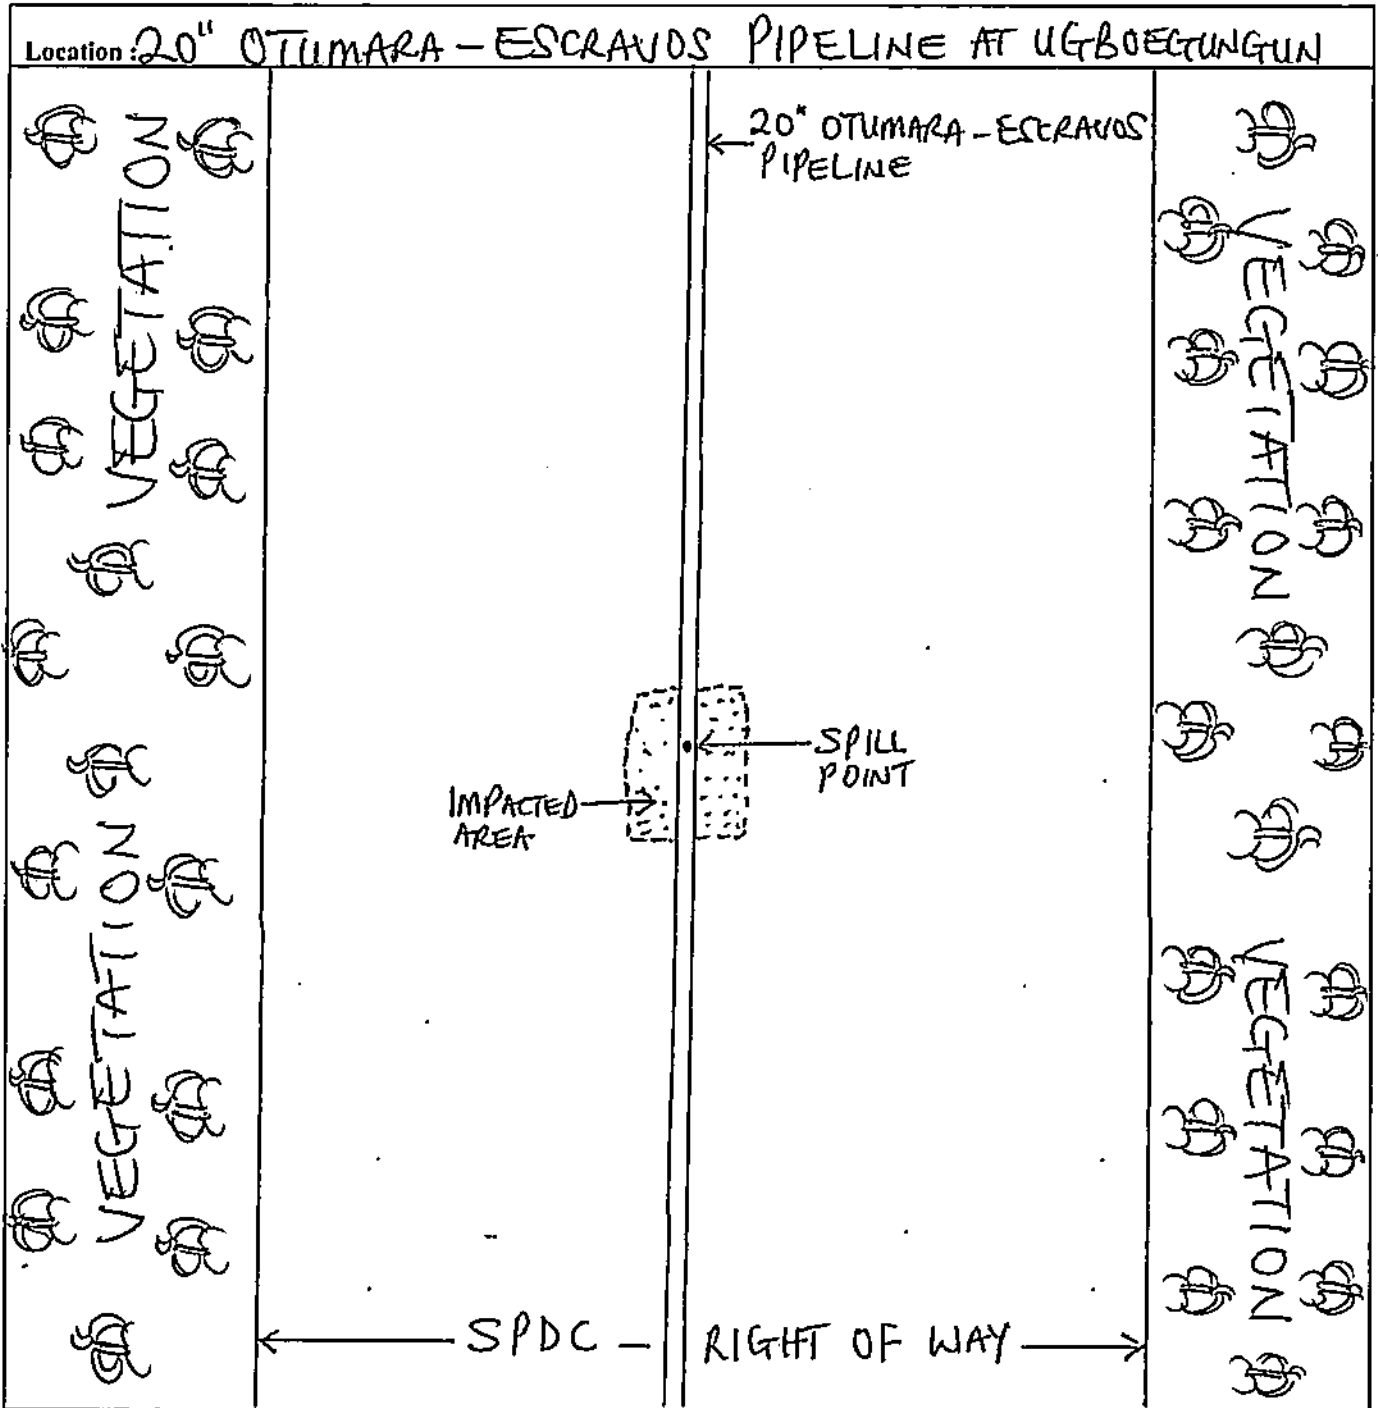 Location : 20" OTUMARA - ESCRAVOS PIPELINE AT UGBOEGUNGUN
VEGETATION
20" OTUMARA - ESCRAVOS
PIPELINE
VEGETATION
SPILL
POINT
IMPACTED
AREA
VEGETATION
VEGETATION
SPDC - RIGHT OF WAY